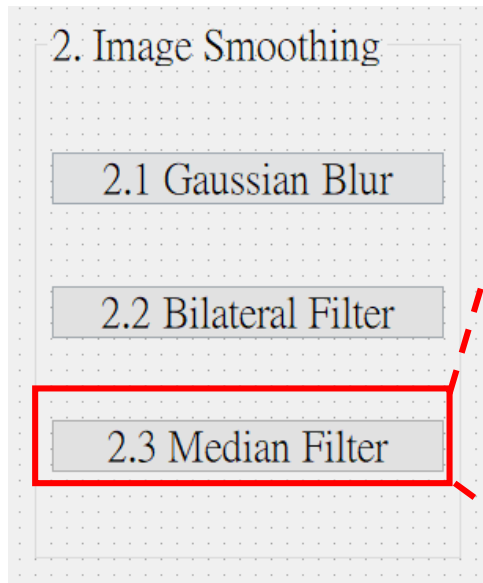 2. Image Smoothing
2.1 Gaussian Blur
2.2 Bilateral Filter
2.3 Median Filter